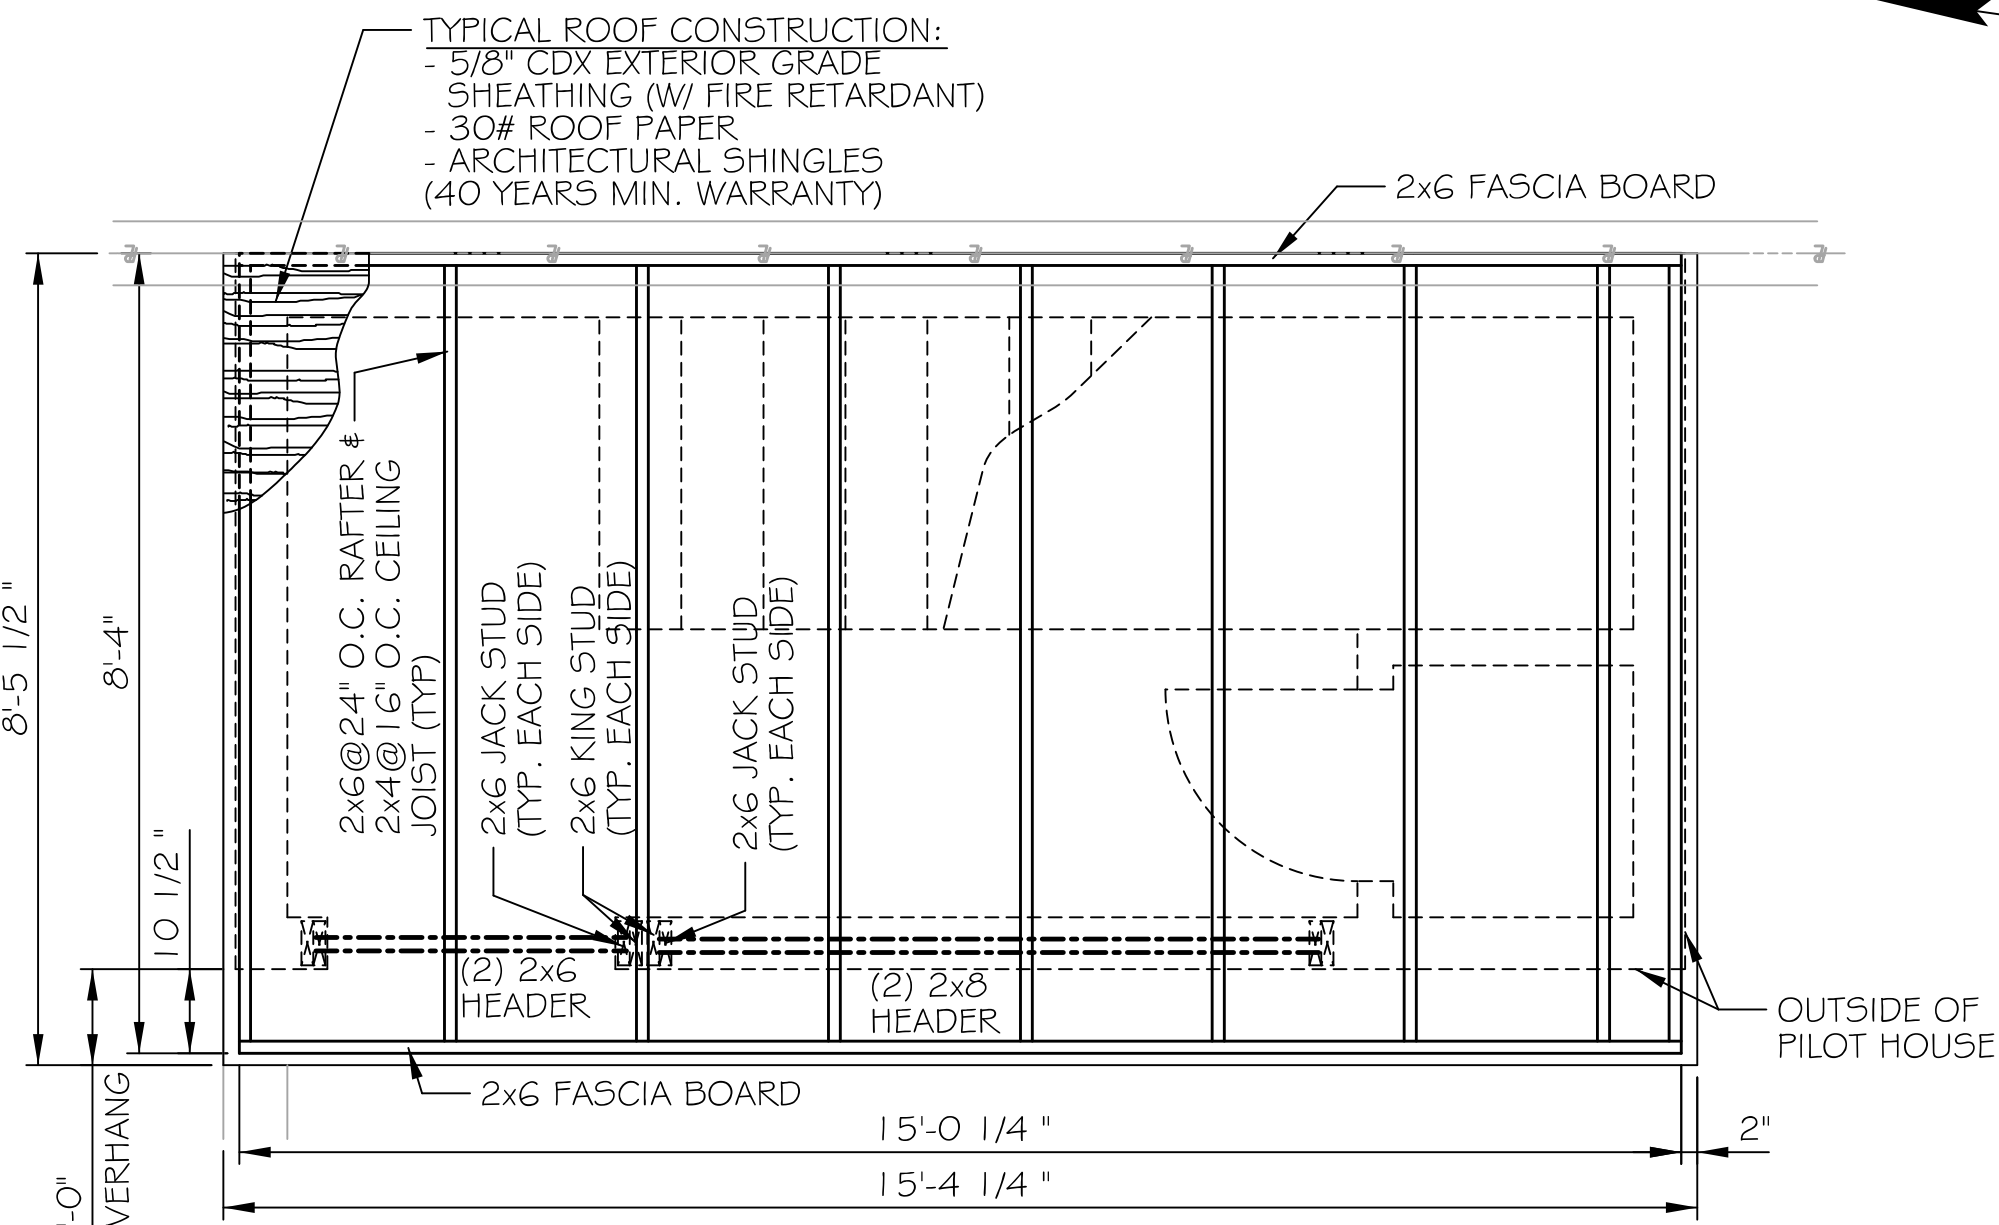 TYPICAL ROOF CONSTRUCTION:
- 5/8" CDX EXTERIOR GRADE
SHEATHING (W/ FIRE RETARDANT)
- 30# ROOF PAPER
- ARCHITECTURAL SHINGLES
(40 YEARS MIN. WARRANTY)
2x6 FASCIA BOARD
8'-5 1/2 "
8'-4"
10 1/2 "
2x6@24" O.C. RAFTER &
2x4@16" O.C. CEILING
JOIST (TYP)
2x6 JACK STUD
(TYP. EACH SIDE)
2x6 KING STUD
(TYP. EACH SIDE)
2x6 JACK STUD
(TYP. EACH SIDE)
(2) 2x6
HEADER
(2) 2x8
HEADER
OUTSIDE OF
PILOT HOUSE
2x6 FASCIA BOARD
15'-0 1/4 "
2"
15'-4 1/4 "
'-0"
VERHANG